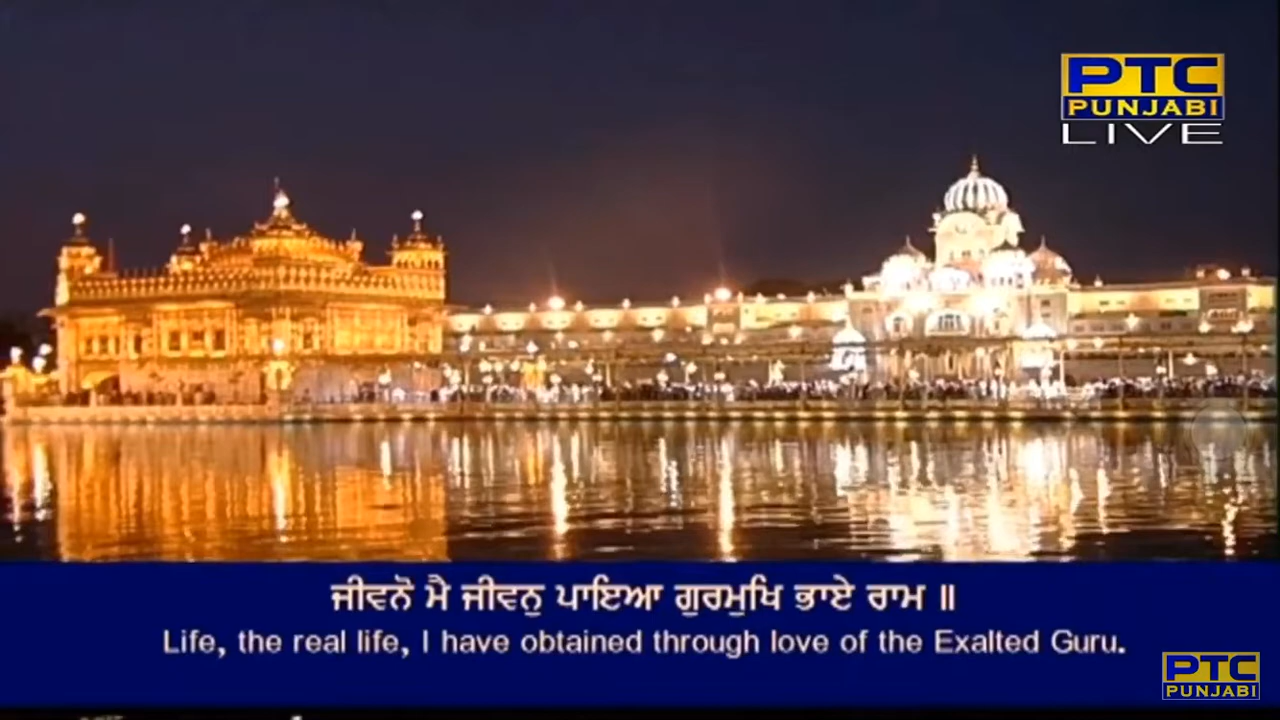 PTC
PUNJABI
LIVE
ਜੀਵਨੋ ਮੈ ਜੀਵਨੁ ਪਾਇਆ ਗੁਰਮੁਖਿ ਭਾਏ ਰਾਮ ॥
Life, the real life, I have obtained through love of the Exalted Guru.
PTC
PUNJABI